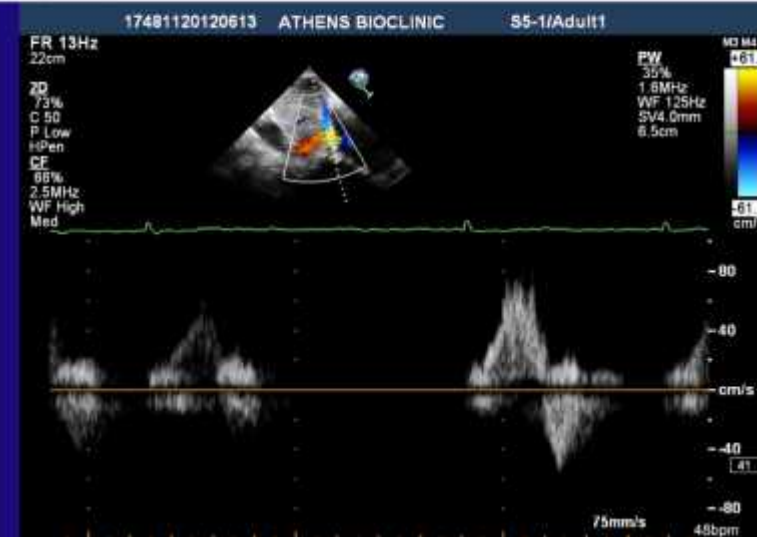 17481120120613 ATHENS BIOCLINIC S5-1/Adult1
FR 13Hz
22cm
2D
73%
C 50
P Low
HPen
CF
66%
2.5MHz
WF High
Med
PW
35%
1.6MHz
WF 125Hz
SV4.0mm
6.5cm
M3 M4
+61.
-61.
cm/
80
40
cm/s
-40
41
-80
75mm/s
48bpm